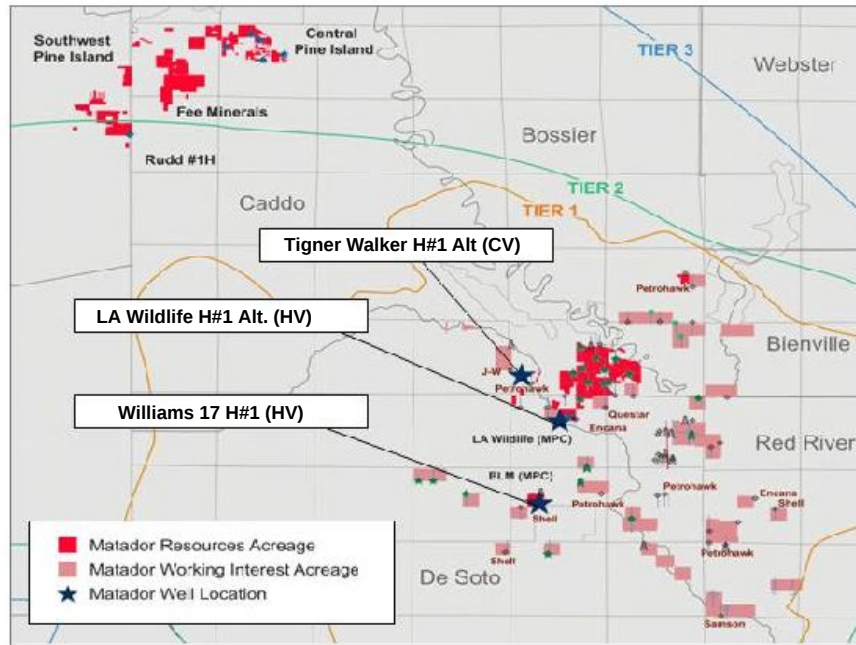 Southwest
Pine Island
Central
Pine Island
TIER 3
Webster
Fee Minerals
Bossier
Rudd #1H
TIER 2
Caddo
TIER 1
Tigner Walker H#1 Alt (CV)
Petrohawk
LA Wildlife H#1 Alt. (HV)
Bienville
J-W
Petrohawk
Williams 17 H#1 (HV)
Questar
Encana
LA Wildlife (MPC)
Red River
BLM (MPC)
Petrohawk
Encana
Shell
Petrohawk
Shell
Matador Resources Acreage
Petrohawk
Matador Working Interest Acreage
Shell
De Soto
Matador Well Location
Samson